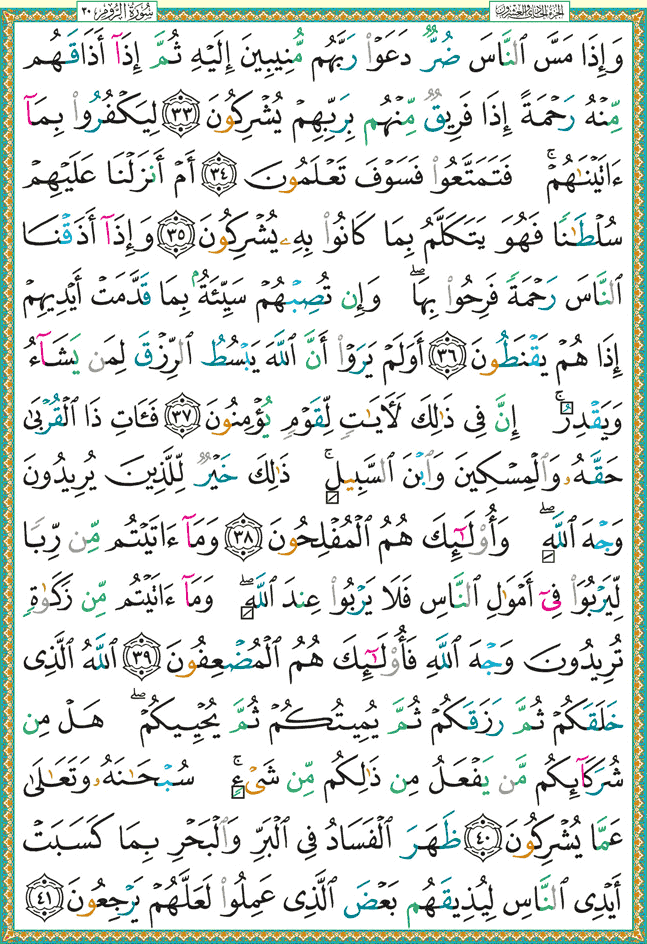 الجزء الحادي والعشرون سُورَةُ الرُّومِ ٣٠
وَإِذَا مَسَّ ٱلنَّاسَ ضُرٌّ دَعَوْا۟ رَبَّهُم مُّنِيبِينَ إِلَيْهِ ثُمَّ إِذَآ أَذَاقَهُم
مِّنْهُ رَحْمَةً إِذَا فَرِيقٌ مِّنْهُم بِرَبِّهِمْ يُشْرِكُونَ ٣٣ لِيَكْفُرُوا۟ بِمَآ
ءَاتَيْنَٰهُمْ ۚ فَتَمَتَّعُوا۟ فَسَوْفَ تَعْلَمُونَ ٣٤ أَمْ أَنزَلْنَا عَلَيْهِمْ
سُلْطَٰنًا فَهُوَ يَتَكَلَّمُ بِمَا كَانُوا۟ بِهِۦ يُشْرِكُونَ ٣٥ وَإِذَآ أَذَقْنَا
ٱلنَّاسَ رَحْمَةً فَرِحُوا۟ بِهَا ۖ وَإِن تُصِبْهُمْ سَيِّئَةٌۢ بِمَا قَدَّمَتْ أَيْدِيهِمْ
إِذَا هُمْ يَقْنَطُونَ ٣٦ أَوَلَمْ يَرَوْا۟ أَنَّ ٱللَّهَ يَبْسُطُ ٱلرِّزْقَ لِمَن يَشَآءُ
وَيَقْدِرُ ۚ إِنَّ فِى ذَٰلِكَ لَءَايَٰتٍ لِّقَوْمٍ يُؤْمِنُونَ ٣٧ فَـَٔاتِ ذَا ٱلْقُرْبَىٰ
حَقَّهُۥ وَٱلْمِسْكِينَ وَٱبْنَ ٱلسَّبِيلِ ۚ ذَٰلِكَ خَيْرٌ لِّلَّذِينَ يُرِيدُونَ
وَجْهَ ٱللَّهِ ۖ وَأُو۟لَٰٓئِكَ هُمُ ٱلْمُفْلِحُونَ ٣٨ وَمَآ ءَاتَيْتُم مِّن رِّبًا
لِّيَرْبُوَا۟ فِىٓ أَمْوَٰلِ ٱلنَّاسِ فَلَا يَرْبُوا۟ عِندَ ٱللَّهِ ۖ وَمَآ ءَاتَيْتُم مِّن زَكَوٰةٍ
تُرِيدُونَ وَجْهَ ٱللَّهِ فَأُو۟لَٰٓئِكَ هُمُ ٱلْمُضْعِفُونَ ٣٩ ٱللَّهُ ٱلَّذِى
خَلَقَكُمْ ثُمَّ رَزَقَكُمْ ثُمَّ يُمِيتُكُمْ ثُمَّ يُحْيِيكُمْ ۖ هَلْ مِن
شُرَكَآئِكُم مَّن يَفْعَلُ مِن ذَٰلِكُم مِّن شَىْءٍ ۚ سُبْحَٰنَهُۥ وَتَعَٰلَىٰ
عَمَّا يُشْرِكُونَ ٤٠ ظَهَرَ ٱلْفَسَادُ فِى ٱلْبَرِّ وَٱلْبَحْرِ بِمَا كَسَبَتْ
أَيْدِى ٱلنَّاسِ لِيُذِيقَهُم بَعْضَ ٱلَّذِى عَمِلُوا۟ لَعَلَّهُمْ يَرْجِعُونَ ٤١